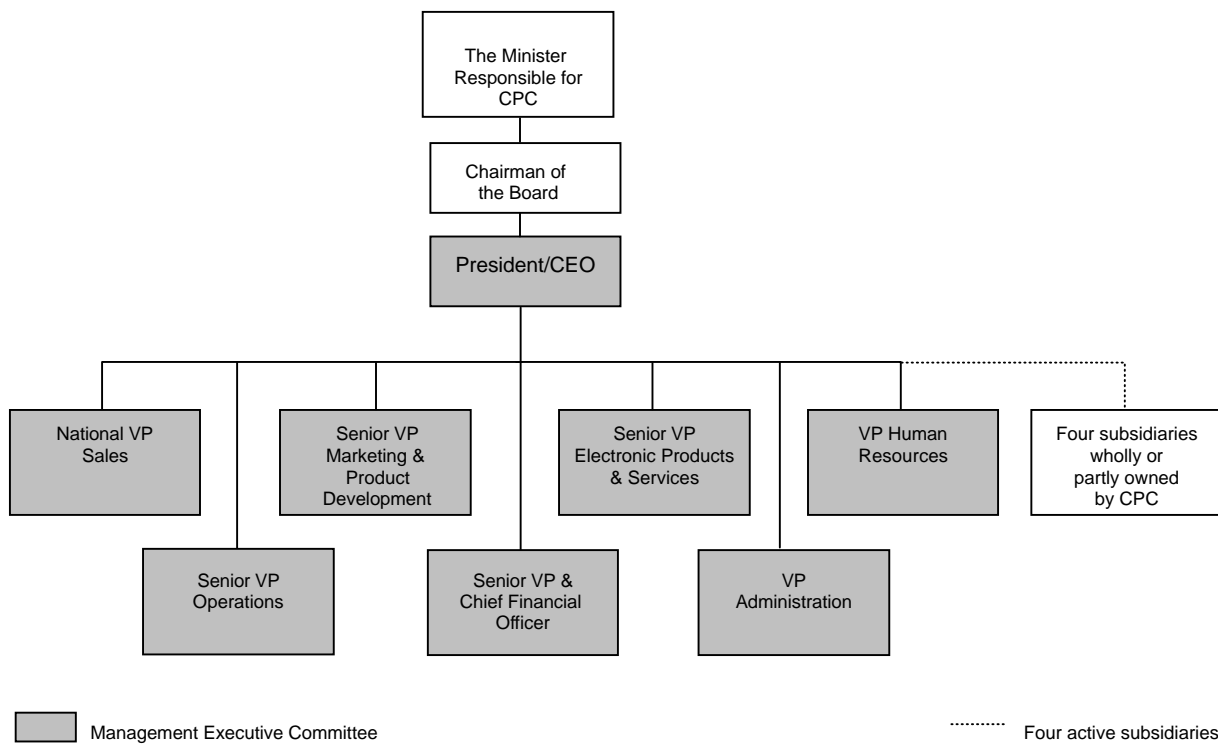 The Minister
Responsible for
CPC
Chairman of
the Board
President/CEO
National VP
Sales
Senior VP
Marketing &
Product
Development
Senior VP
Electronic Products
& Services
VP Human
Resources
Four subsidiaries
wholly or
partly owned
by CPC
Senior VP
Operations
Senior VP &
Chief Financial
Officer
VP
Administration
Management Executive Committee
Four active subsidiaries